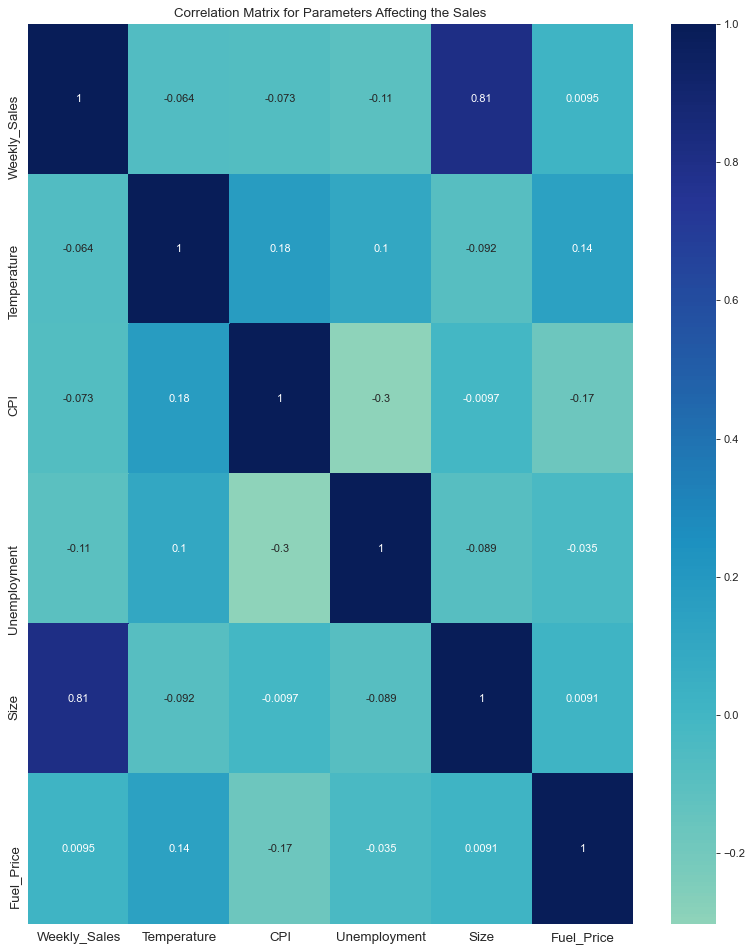 Correlation Matrix for Parameters Affecting the Sales
Weekly_Sales
1 -0.064 -0.073 -0.11 0.81 0.0095
Temperature
-0.064 1 0.18 0.1 -0.092 0.14
CPI
-0.073 0.18 1 -0.3 -0.0097 -0.17
Unemployment
-0.11 0.1 -0.3 1 -0.089 -0.035
Size
0.81 -0.092 -0.0097 -0.089 1 0.0091
Fuel_Price
0.0095 0.14 -0.17 -0.035 0.0091 1
Weekly_Sales Temperature CPI Unemployment Size Fuel_Price
1.0
0.8
0.6
0.4
0.2
0.0
−0.2